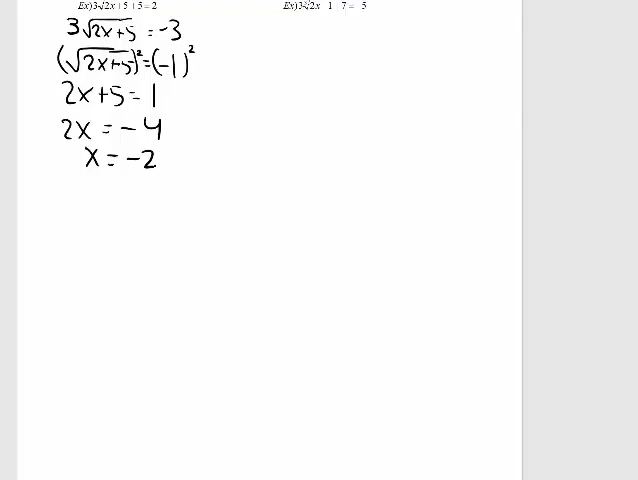 Ex)3√2x + 5 + 5 = 2
Ex)3∛2x 1 7 = 5
3√2x+5 = -3
(√2x+5)² = (-1)²
2x+5 = 1
2x = -4
x = -2